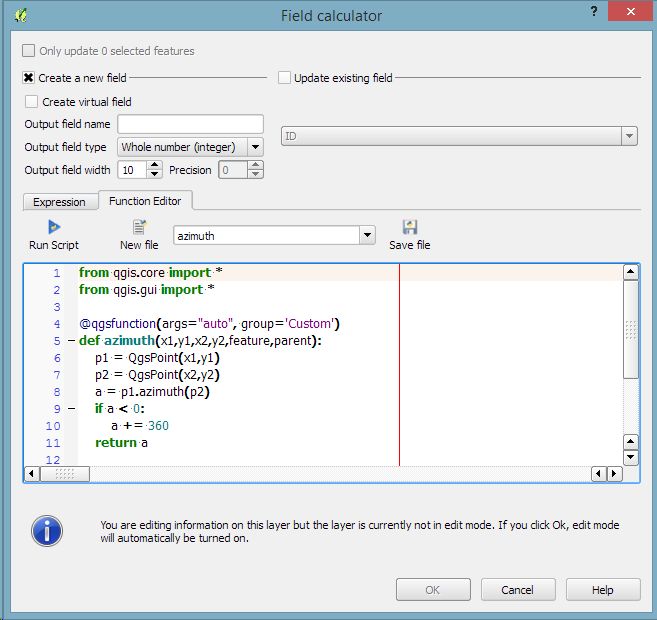 Field calculator
?
Only update 0 selected features
Create a new field
Update existing field
Create virtual field
Output field name
ID
Output field type Whole number (integer)
Output field width 10 Precision 0
Expression Function Editor
Run Script New file azimuth Save file
1 from qgis.core import *
2 from qgis.gui import *
3
4 @qgsfunction(args="auto", group='Custom')
5 def azimuth(x1,y1,x2,y2,feature,parent):
6 p1 = QgsPoint(x1,y1)
7 p2 = QgsPoint(x2,y2)
8 a = p1.azimuth(p2)
9 if a < 0:
10 a += 360
11 return a
12
You are editing information on this layer but the layer is currently not in edit mode. If you click Ok, edit mode
will automatically be turned on.
OK Cancel Help